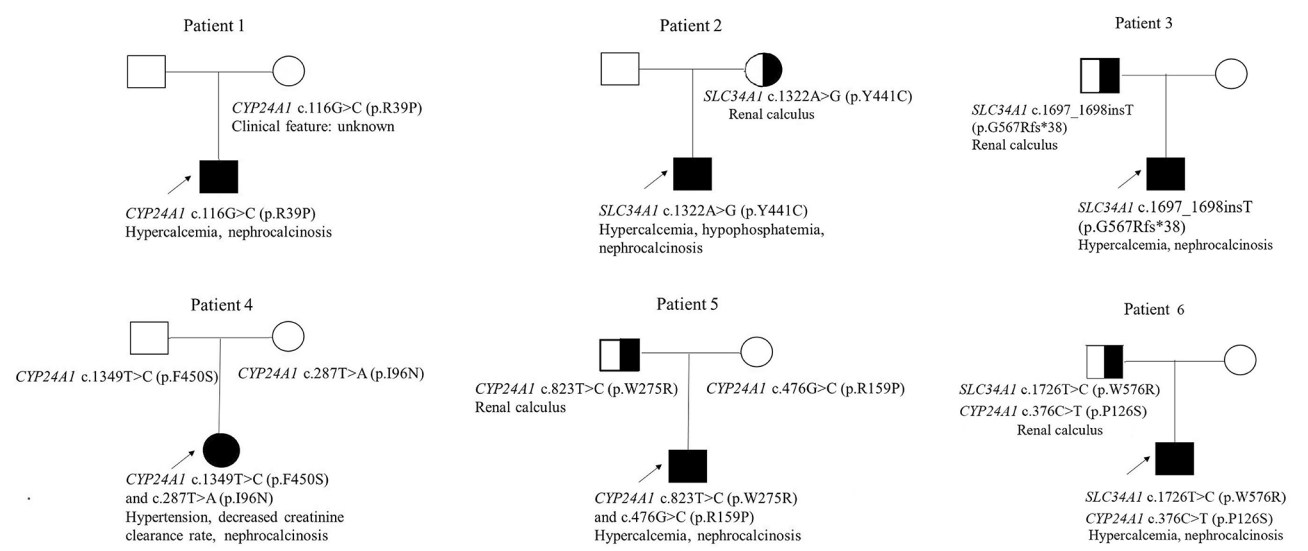 Patient 1
CYP24A1 c.116G>C (p.R39P)
Clinical feature: unknown
CYP24A1 c.116G>C (p.R39P)
Hypercalcemia, nephrocalcinosis
Patient 2
SLC34A1 c.1322A>G (p.Y441C)
Renal calculus
SLC34A1 c.1322A>G (p.Y441C)
Hypercalcemia, hypophosphatemia,
nephrocalcinosis
Patient 3
SLC34A1 c.1697_1698insT
(p.G567Rfs*38)
Renal calculus
SLC34A1 c.1697_1698insT
(p.G567Rfs*38)
Hypercalcemia, nephrocalcinosis
Patient 4
CYP24A1 c.1349T>C (p.F450S)
CYP24A1 c.287T>A (p.I96N)
CYP24A1 c.1349T>C (p.F450S)
and c.287T>A (p.I96N)
Hypertension, decreased creatinine
clearance rate, nephrocalcinosis
Patient 5
CYP24A1 c.823T>C (p.W275R)
Renal calculus
CYP24A1 c.476G>C (p.R159P)
CYP24A1 c.823T>C (p.W275R)
and c.476G>C (p.R159P)
Hypercalcemia, nephrocalcinosis
Patient 6
SLC34A1 c.1726T>C (p.W576R)
CYP24A1 c.376C>T (p.P126S)
Renal calculus
SLC34A1 c.1726T>C (p.W576R)
CYP24A1 c.376C>T (p.P126S)
Hypercalcemia, nephrocalcinosis